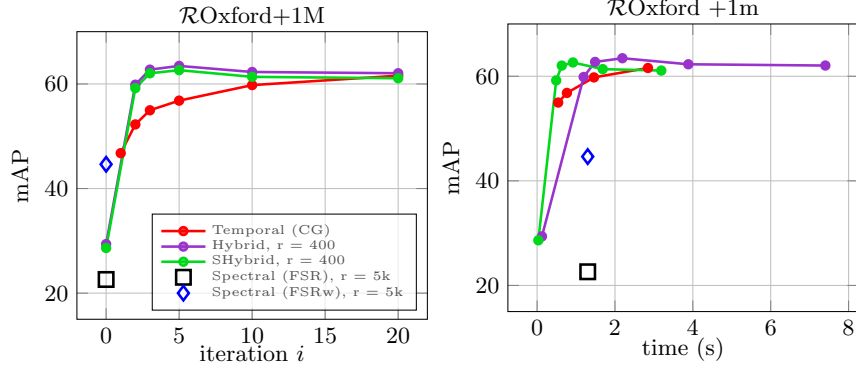 ROxford+1M
60
40
20
mAP
0
5
10
15
20
iteration i
Temporal (CG)
Hybrid, r = 400
SHybrid, r = 400
Spectral (FSR), r = 5k
Spectral (FSRw), r = 5k
ROxford +1m
60
40
20
mAP
0
2
4
6
8
time (s)